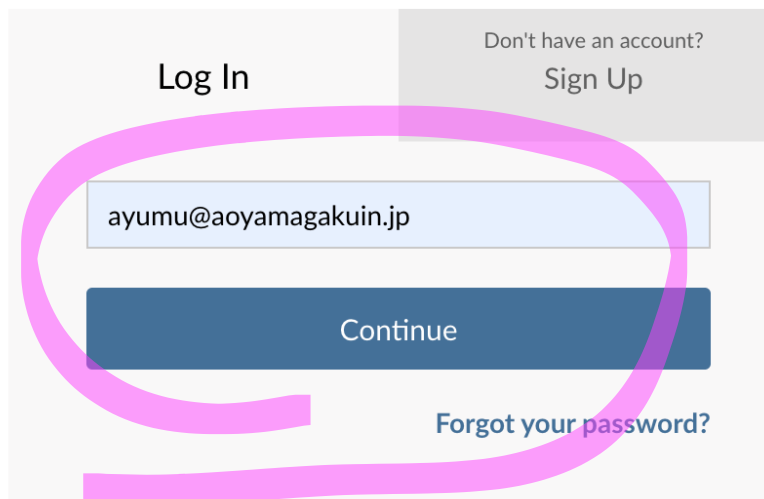 Log In
Don't have an account?
Sign Up
ayumu@aoyamagakuin.jp
Continue
Forgot your password?